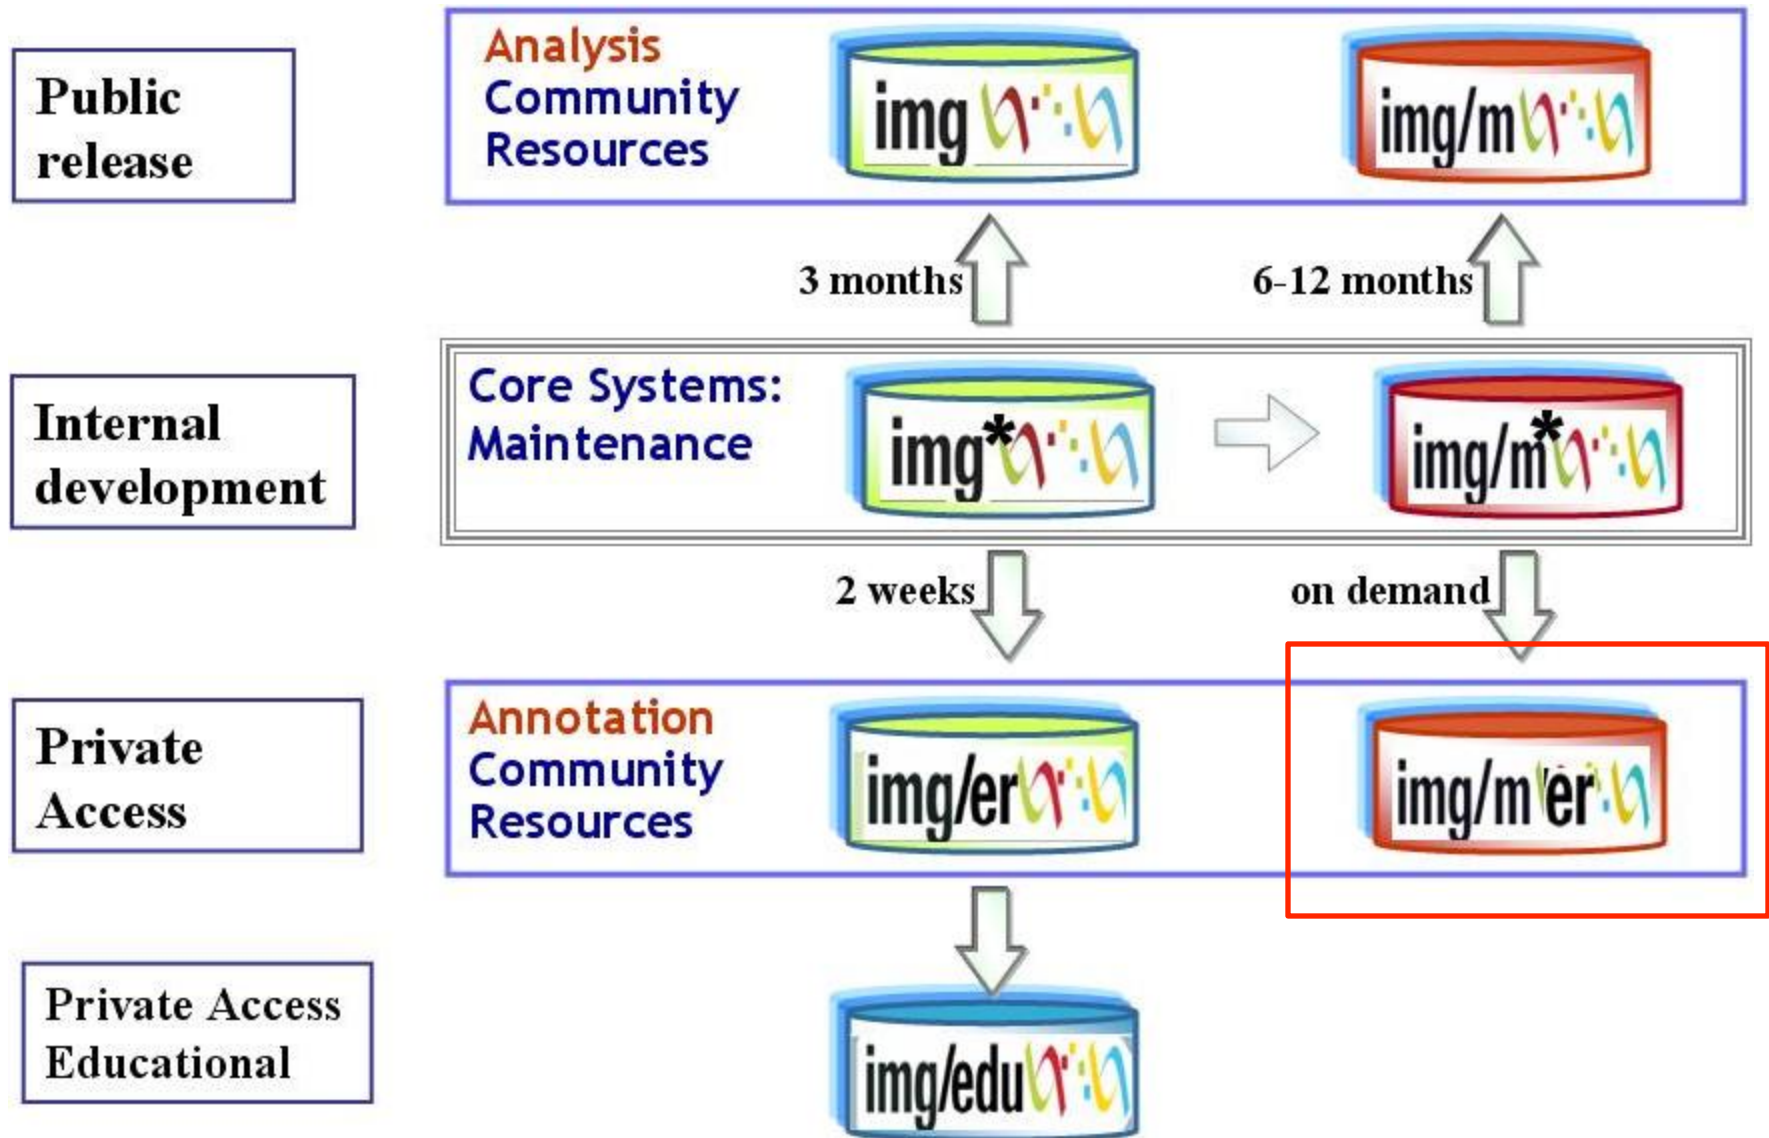 Public
release
Analysis
Community
Resources
img
img/m
3 months
6-12 months
Internal
development
Core Systems:
Maintenance
img*
img/m*
2 weeks
on demand
Private
Access
Annotation
Community
Resources
img/er
img/m/er
Private Access
Educational
img/edu